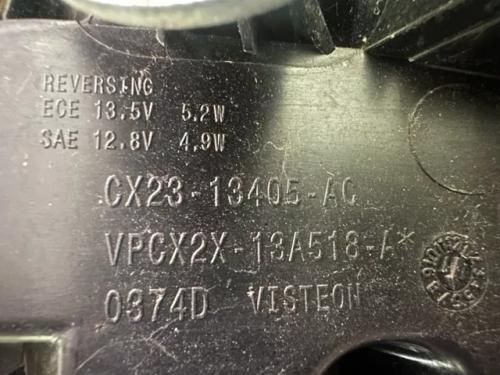 REVERSING
ECE 13.5V 5.2W
SAE 12.8V 4.9W
CX23-13405-AC
VPCX2X-13A518-A*
0374D VISTEON